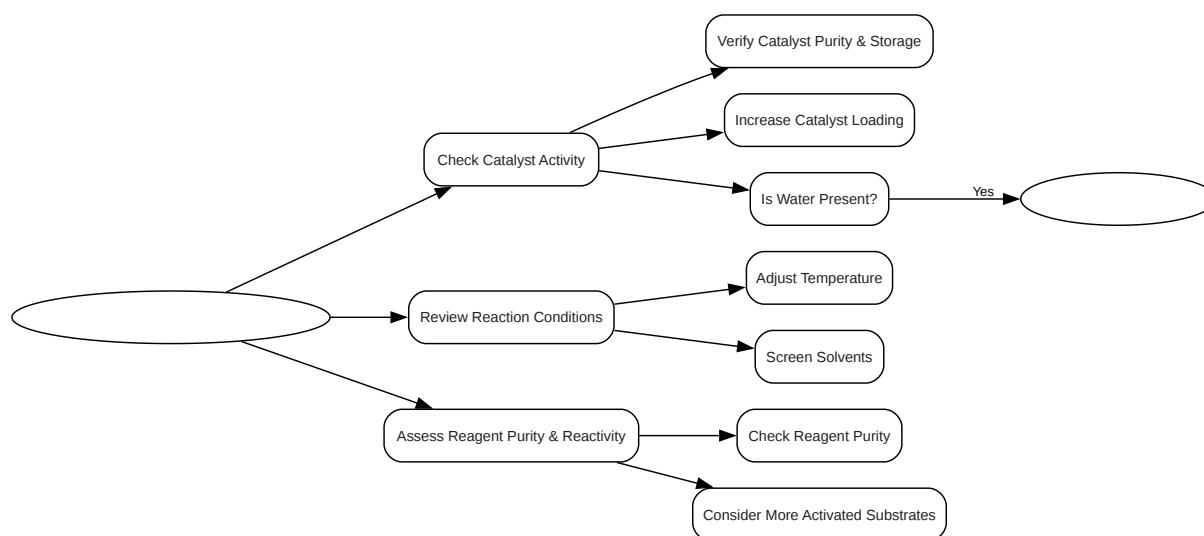 Verify Catalyst Purity & Storage
Increase Catalyst Loading
Check Catalyst Activity
Is Water Present?
Yes
Adjust Temperature
Review Reaction Conditions
Screen Solvents
Assess Reagent Purity & Reactivity
Check Reagent Purity
Consider More Activated Substrates